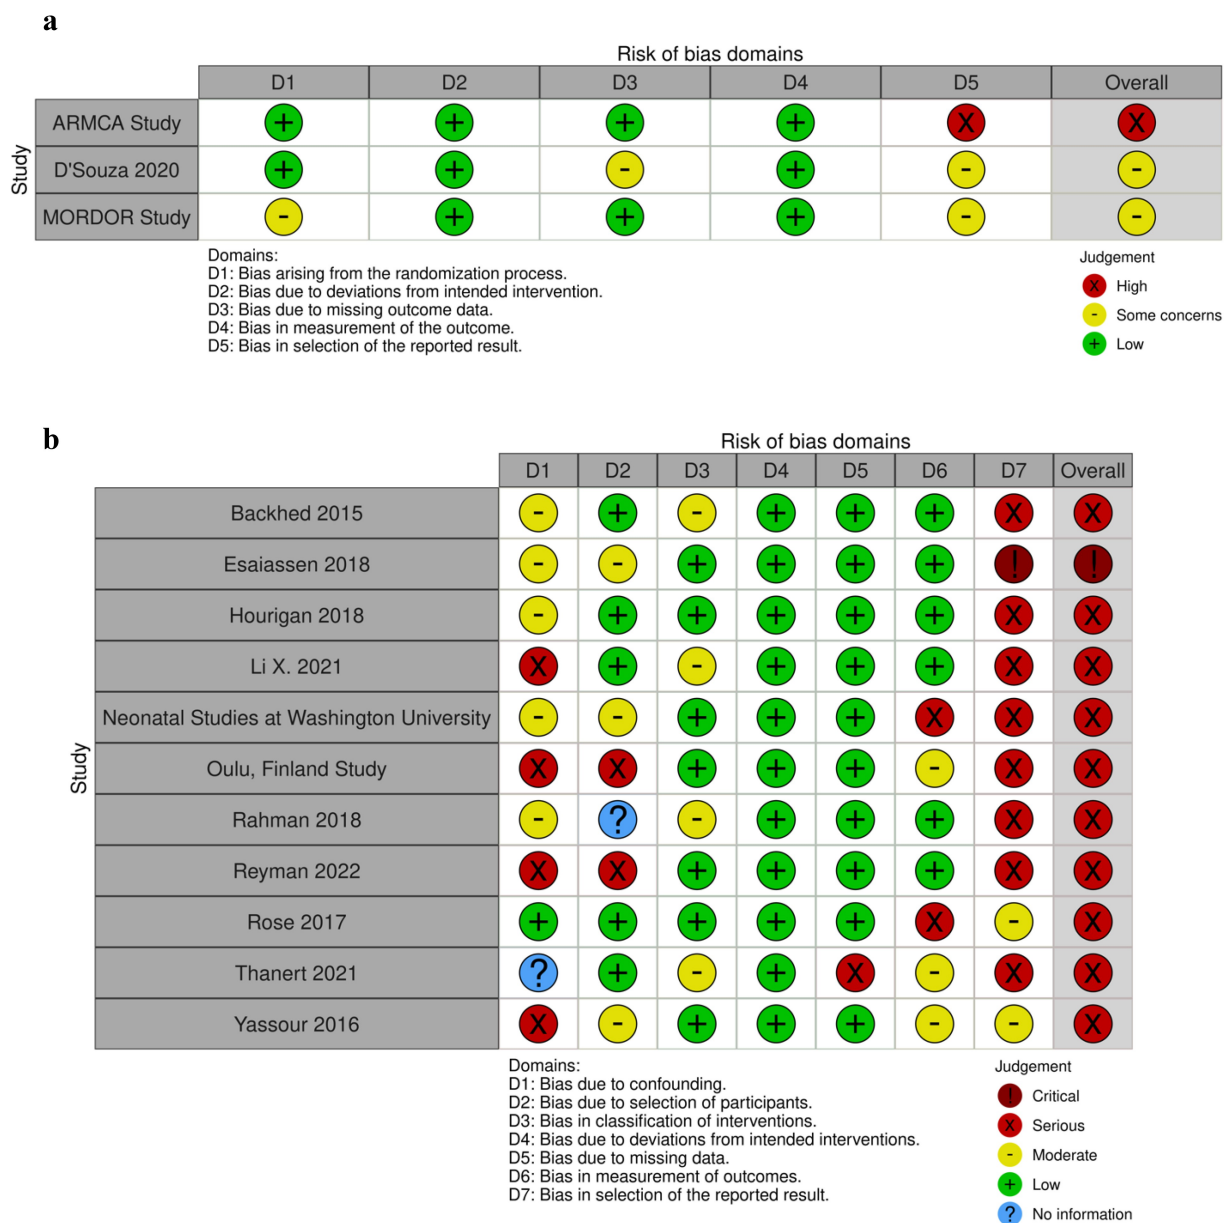 a
Risk of bias domains
D1 D2 D3 D4 D5 Overall
Study
ARMCA Study + + + + X X
D'Souza 2020 + + - + - -
MORDOR Study - + + + - -
Domains:
D1: Bias arising from the randomization process.
D2: Bias due to deviations from intended intervention.
D3: Bias due to missing outcome data.
D4: Bias in measurement of the outcome.
D5: Bias in selection of the reported result.
Judgement
X High
- Some concerns
+ Low
b
Risk of bias domains
D1 D2 D3 D4 D5 D6 D7 Overall
Study
Backhed 2015 - + - + + + X X
Esaiassen 2018 - - + + + + ! !
Hourigan 2018 - + + + + + X X
Li X. 2021 X + - + + + X X
Neonatal Studies at Washington University - - + + + X X X
Oulu, Finland Study X X + + + - X X
Rahman 2018 - ? - + + + X X
Reyman 2022 X X + + + + X X
Rose 2017 + + + + + X - X
Thanert 2021 ? + - + X - X X
Yassour 2016 X - + + + - - X
Domains:
D1: Bias due to confounding.
D2: Bias due to selection of participants.
D3: Bias in classification of interventions.
D4: Bias due to deviations from intended interventions.
D5: Bias due to missing data.
D6: Bias in measurement of outcomes.
D7: Bias in selection of the reported result.
Judgement
! Critical
X Serious
- Moderate
+ Low
? No information